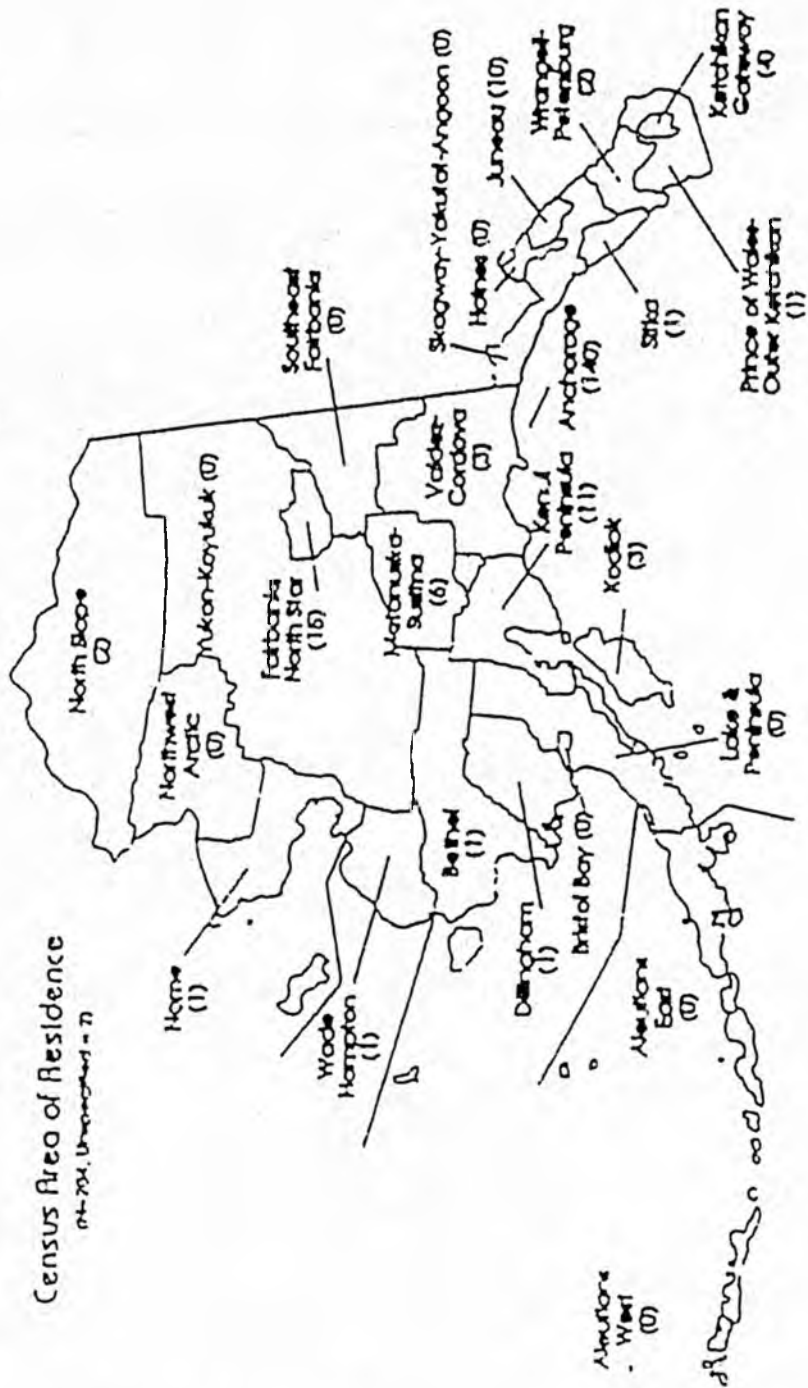 Census Area of Residence
North Slope
(2)
Northwest
Arctic
(0)
Yukon-Koyukuk (0)
Nome
(1)
Fairbanks
North Star
(15)
Southeast
Fairbanks
(0)
Wade
Hampton
(1)
Matanuska-
Susitna
(6)
Valdez-
Cordova
(3)
Bethel
(1)
Dillingham
(1)
Bristol Bay (0)
Kenai
Peninsula
(11)
Anchorage
(140)
Kodiak
(3)
Lake &
Peninsula
(0)
Aleutians
East
(0)
Aleutians
West
(0)
Skagway-Yakutat-Angoon (0)
Haines (0)
Juneau (10)
Sitka
(1)
Wrangell-
Petersburg
(2)
Prince of Wales-
Outer Ketchikan
(1)
Ketchikan
Gateway